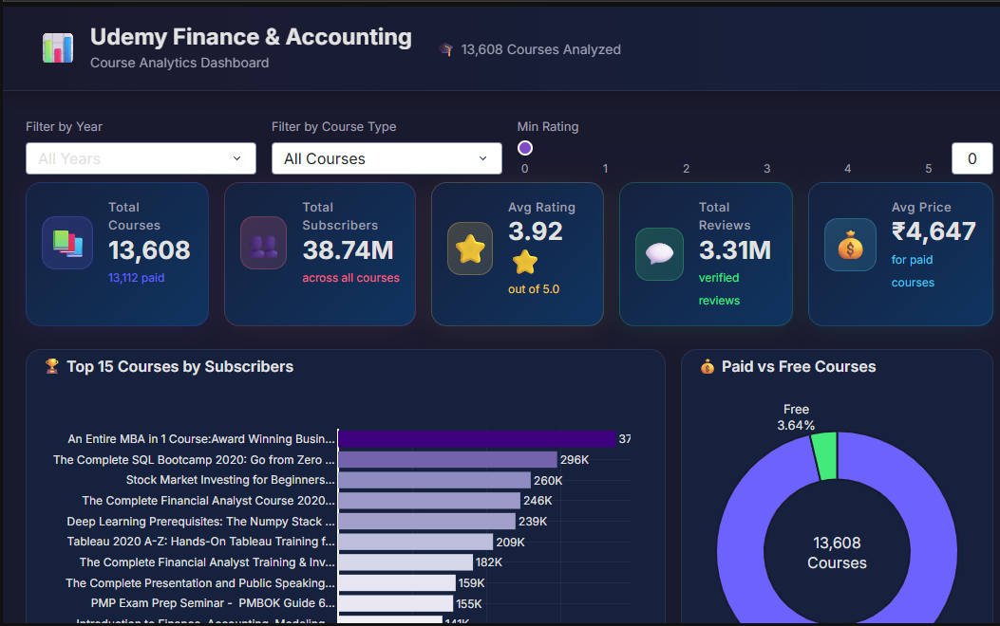 Udemy Finance & Accounting
Course Analytics Dashboard
13,608 Courses Analyzed
Filter by Year
All Years
Filter by Course Type
All Courses
Min Rating
0 1 2 3 4 5
0
Total
Courses
13,608
13,112 paid
Total
Subscribers
38.74M
across all courses
Avg Rating
3.92
out of 5.0
Total
Reviews
3.31M
verified
reviews
Avg Price
₹4,647
for paid
courses
Top 15 Courses by Subscribers
An Entire MBA in 1 Course:Award Winning Busin... 37
The Complete SQL Bootcamp 2020: Go from Zero ... 296K
Stock Market Investing for Beginners... 260K
The Complete Financial Analyst Course 2020... 246K
Deep Learning Prerequisites: The Numpy Stack ... 239K
Tableau 2020 A-Z: Hands-On Tableau Training f... 209K
The Complete Financial Analyst Training & Inv... 182K
The Complete Presentation and Public Speaking... 159K
PMP Exam Prep Seminar - PMBOK Guide 6... 155K
Introduction to Finance, Accounting, Modeling... 141K
Paid vs Free Courses
Free
3.64%
13,608
Courses